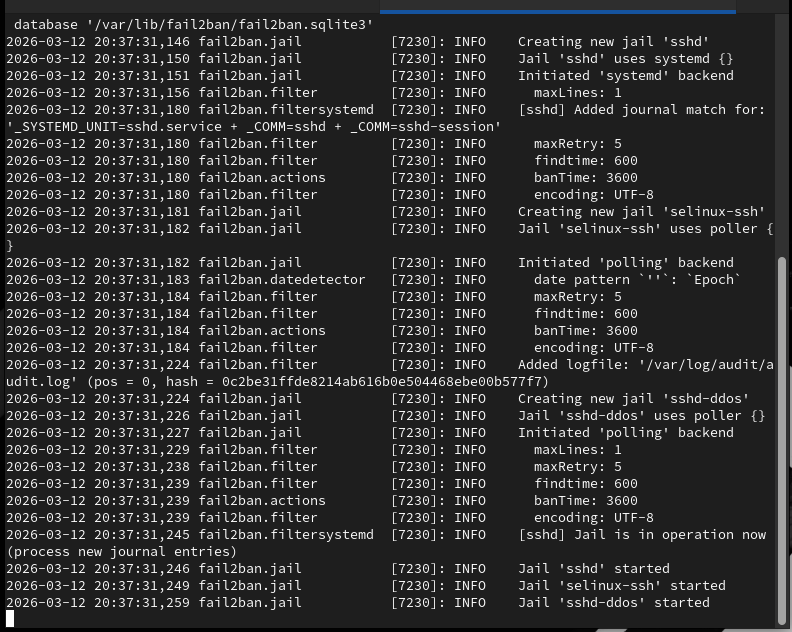 database '/var/lib/fail2ban/fail2ban.sqlite3'
2026-03-12 20:37:31,146 fail2ban.jail           [7230]: INFO    Creating new jail 'sshd'
2026-03-12 20:37:31,150 fail2ban.jail           [7230]: INFO    Jail 'sshd' uses systemd {}
2026-03-12 20:37:31,151 fail2ban.jail           [7230]: INFO    Initiated 'systemd' backend
2026-03-12 20:37:31,156 fail2ban.filter         [7230]: INFO      maxLines: 1
2026-03-12 20:37:31,180 fail2ban.filtersystemd  [7230]: INFO    [sshd] Added journal match for:
'_SYSTEMD_UNIT=sshd.service + _COMM=sshd + _COMM=sshd-session'
2026-03-12 20:37:31,180 fail2ban.filter         [7230]: INFO      maxRetry: 5
2026-03-12 20:37:31,180 fail2ban.filter         [7230]: INFO      findtime: 600
2026-03-12 20:37:31,180 fail2ban.actions        [7230]: INFO      banTime: 3600
2026-03-12 20:37:31,180 fail2ban.filter         [7230]: INFO      encoding: UTF-8
2026-03-12 20:37:31,181 fail2ban.jail           [7230]: INFO    Creating new jail 'selinux-ssh'
2026-03-12 20:37:31,182 fail2ban.jail           [7230]: INFO    Jail 'selinux-ssh' uses poller {
}
2026-03-12 20:37:31,182 fail2ban.jail           [7230]: INFO    Initiated 'polling' backend
2026-03-12 20:37:31,183 fail2ban.datedetector   [7230]: INFO      date pattern `''`: `Epoch`
2026-03-12 20:37:31,184 fail2ban.filter         [7230]: INFO      maxRetry: 5
2026-03-12 20:37:31,184 fail2ban.filter         [7230]: INFO      findtime: 600
2026-03-12 20:37:31,184 fail2ban.actions        [7230]: INFO      banTime: 3600
2026-03-12 20:37:31,184 fail2ban.filter         [7230]: INFO      encoding: UTF-8
2026-03-12 20:37:31,224 fail2ban.filter         [7230]: INFO    Added logfile: '/var/log/audit/a
udit.log' (pos = 0, hash = 0c2be31ffde8214ab616b0e504468ebe00b577f7)
2026-03-12 20:37:31,224 fail2ban.jail           [7230]: INFO    Creating new jail 'sshd-ddos'
2026-03-12 20:37:31,226 fail2ban.jail           [7230]: INFO    Jail 'sshd-ddos' uses poller {}
2026-03-12 20:37:31,227 fail2ban.jail           [7230]: INFO    Initiated 'polling' backend
2026-03-12 20:37:31,229 fail2ban.filter         [7230]: INFO      maxLines: 1
2026-03-12 20:37:31,238 fail2ban.filter         [7230]: INFO      maxRetry: 5
2026-03-12 20:37:31,239 fail2ban.filter         [7230]: INFO      findtime: 600
2026-03-12 20:37:31,239 fail2ban.actions        [7230]: INFO      banTime: 3600
2026-03-12 20:37:31,239 fail2ban.filter         [7230]: INFO      encoding: UTF-8
2026-03-12 20:37:31,245 fail2ban.filtersystemd  [7230]: INFO    [sshd] Jail is in operation now
(process new journal entries)
2026-03-12 20:37:31,246 fail2ban.jail           [7230]: INFO    Jail 'sshd' started
2026-03-12 20:37:31,249 fail2ban.jail           [7230]: INFO    Jail 'selinux-ssh' started
2026-03-12 20:37:31,259 fail2ban.jail           [7230]: INFO    Jail 'sshd-ddos' started